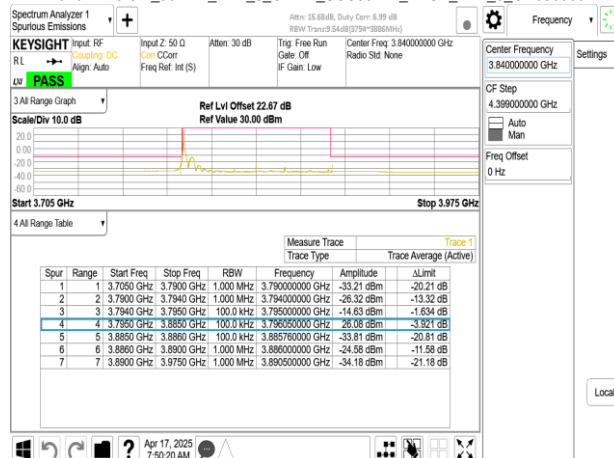 Spectrum Analyzer 1
Spurious Emissions
Attn: 15.68dB, Duty Corr: 6.99 dB
RBW Trans:9.54dB(3794~3886MHz)
Frequency
Settings
KEYSIGHT
RL
PASS
Input: RF
Coupling: DC
Align: Auto
Input Z: 50 Ω
Corr CCorr
Freq Ref: Int (S)
Atten: 30 dB
Trig: Free Run
Gate: Off
IF Gain: Low
Center Freq: 3.840000000 GHz
Radio Std: None
Center Frequency
3.840000000 GHz
CF Step
4.399000000 GHz
Auto
Man
Freq Offset
0 Hz
3 All Range Graph
Scale/Div 10.0 dB
Ref Lvl Offset 22.67 dB
Ref Value 30.00 dBm
20.0
0.00
-20.0
-40.0
-60.0
Start 3.705 GHz
Stop 3.975 GHz
4 All Range Table
Measure Trace Trace 1
Trace Type Trace Average (Active)
Spur Range Start Freq Stop Freq RBW Frequency Amplitude ΔLimit
1 1 3.7050 GHz 3.7900 GHz 1.000 MHz 3.790000000 GHz -33.21 dBm -20.21 dB
2 2 3.7900 GHz 3.7940 GHz 1.000 MHz 3.794000000 GHz -26.32 dBm -13.32 dB
3 3 3.7940 GHz 3.7950 GHz 100.0 kHz 3.795000000 GHz -14.63 dBm -1.634 dB
4 4 3.7950 GHz 3.8850 GHz 100.0 kHz 3.796050000 GHz 26.08 dBm -3.921 dB
5 5 3.8850 GHz 3.8860 GHz 100.0 kHz 3.885760000 GHz -33.81 dBm -20.81 dB
6 6 3.8860 GHz 3.8900 GHz 1.000 MHz 3.886000000 GHz -24.58 dBm -11.58 dB
7 7 3.8900 GHz 3.9750 GHz 1.000 MHz 3.890500000 GHz -34.18 dBm -21.18 dB
Local
Apr 17, 2025
7:50:20 AM